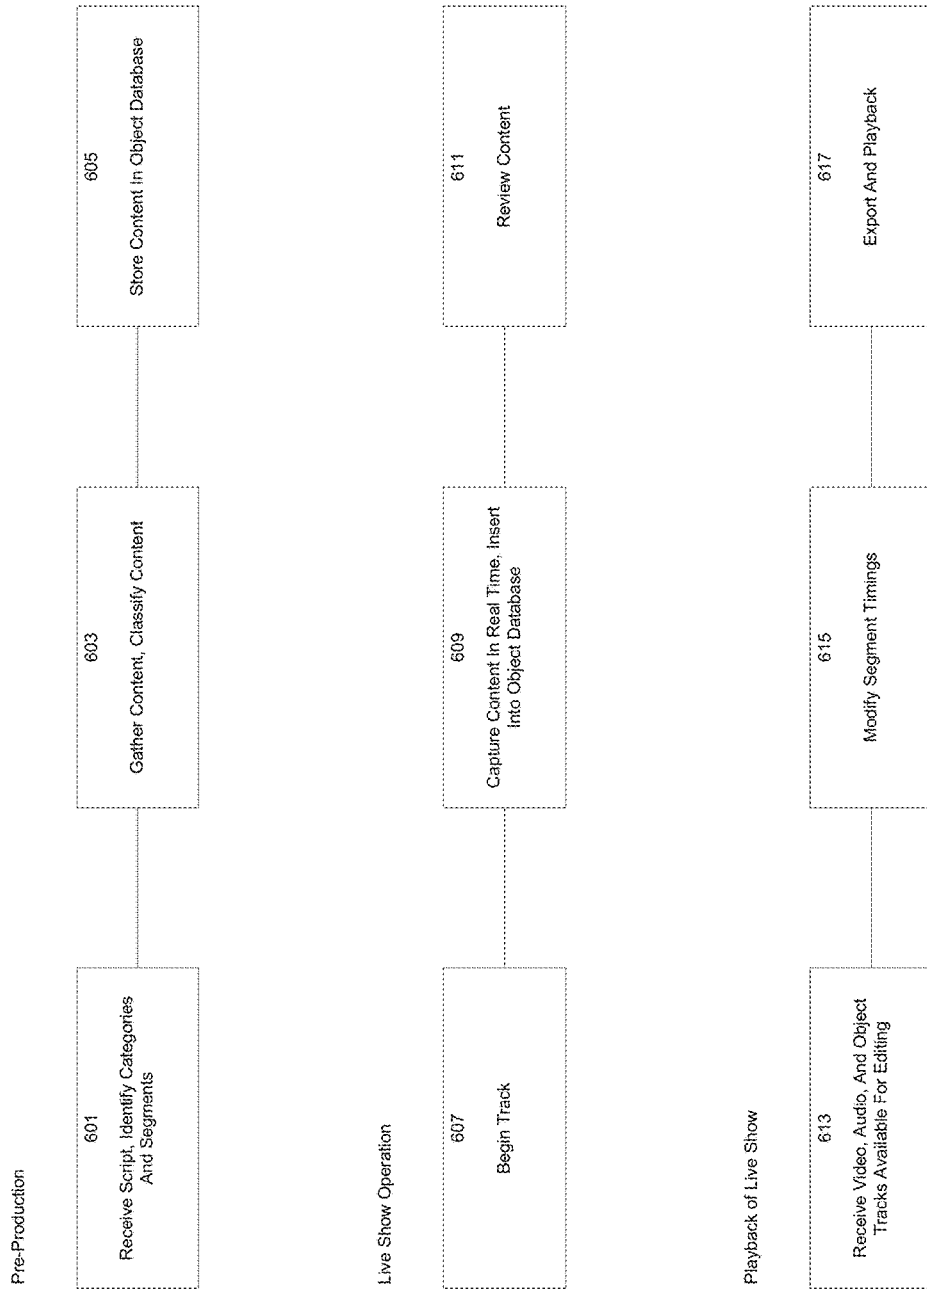 Pre-Production
601
Receive Script, Identify Categories
And Segments
603
Gather Content, Classify Content
605
Store Content In Object Database
Live Show Operation
607
Begin Track
609
Capture Content In Real Time, Insert
Into Object Database
611
Review Content
Playback of Live Show
613
Receive Video, Audio, And Object
Tracks Available For Editing
615
Modify Segment Timings
617
Export And Playback